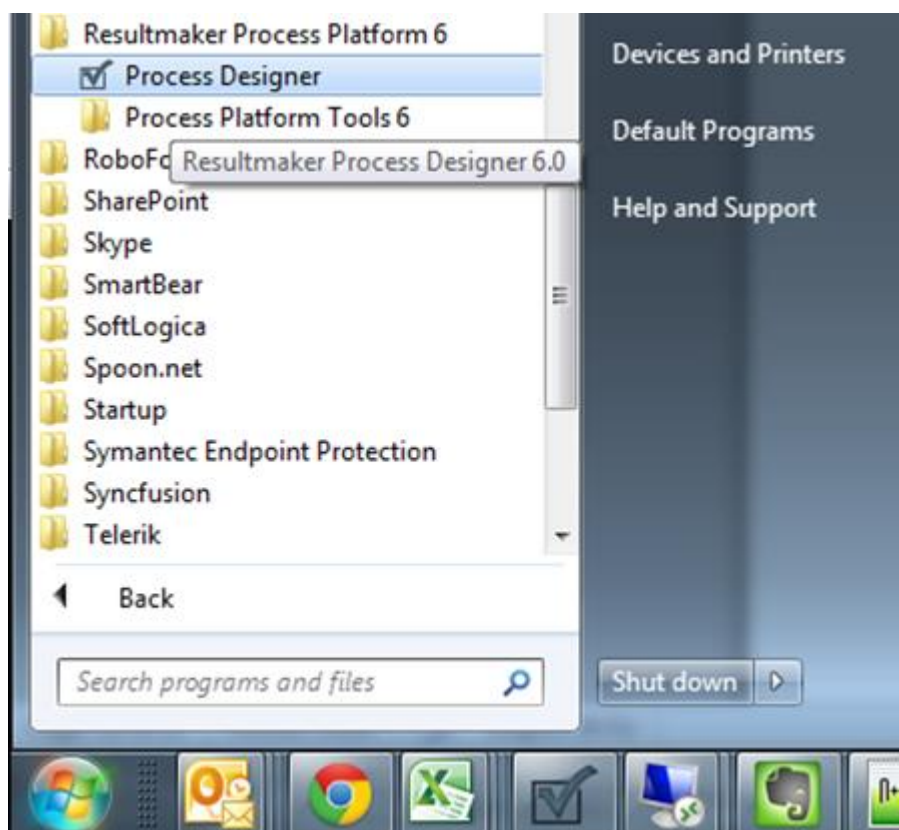 Resultmaker Process Platform 6
Process Designer
Process Platform Tools 6
RoboFo
Resultmaker Process Designer 6.0
SharePoint
Skype
SmartBear
SoftLogica
Spoon.net
Startup
Symantec Endpoint Protection
Syncfusion
Telerik
Back
Search programs and files
Devices and Printers
Default Programs
Help and Support
Shut down